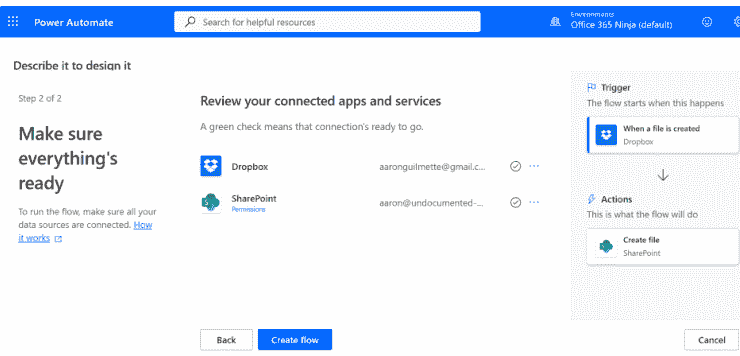 Power Automate
Search for helpful resources
Environments
Office 365 Ninja (default)
Describe it to design it
Step 2 of 2
Make sure
everything's
ready
To run the flow, make sure all your
data sources are connected. How
it works
Review your connected apps and services
A green check means that connection's ready to go.
Dropbox
aaronguilmette@gmail.c...
SharePoint
Permissions
aaron@undocumented-...
Trigger
The flow starts when this happens
When a file is created
Dropbox
Actions
This is what the flow will do
Create file
SharePoint
Back
Create flow
Cancel